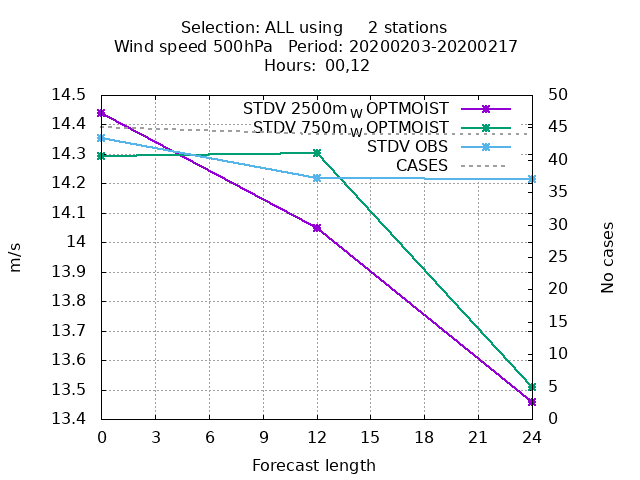 Selection: ALL using     2 stations
Wind speed 500hPa   Period: 20200203-20200217
Hours: 00,12
14.5
14.4
14.3
14.2
14.1
14
13.9
13.8
13.7
13.6
13.5
13.4
m/s
STDV 2500m_W OPTMOIST
STDV 750m_W OPTMOIST
STDV OBS
CASES
50
45
40
35
30
25
20
15
10
5
0
No cases
0 3 6 9 12 15 18 21 24
Forecast length